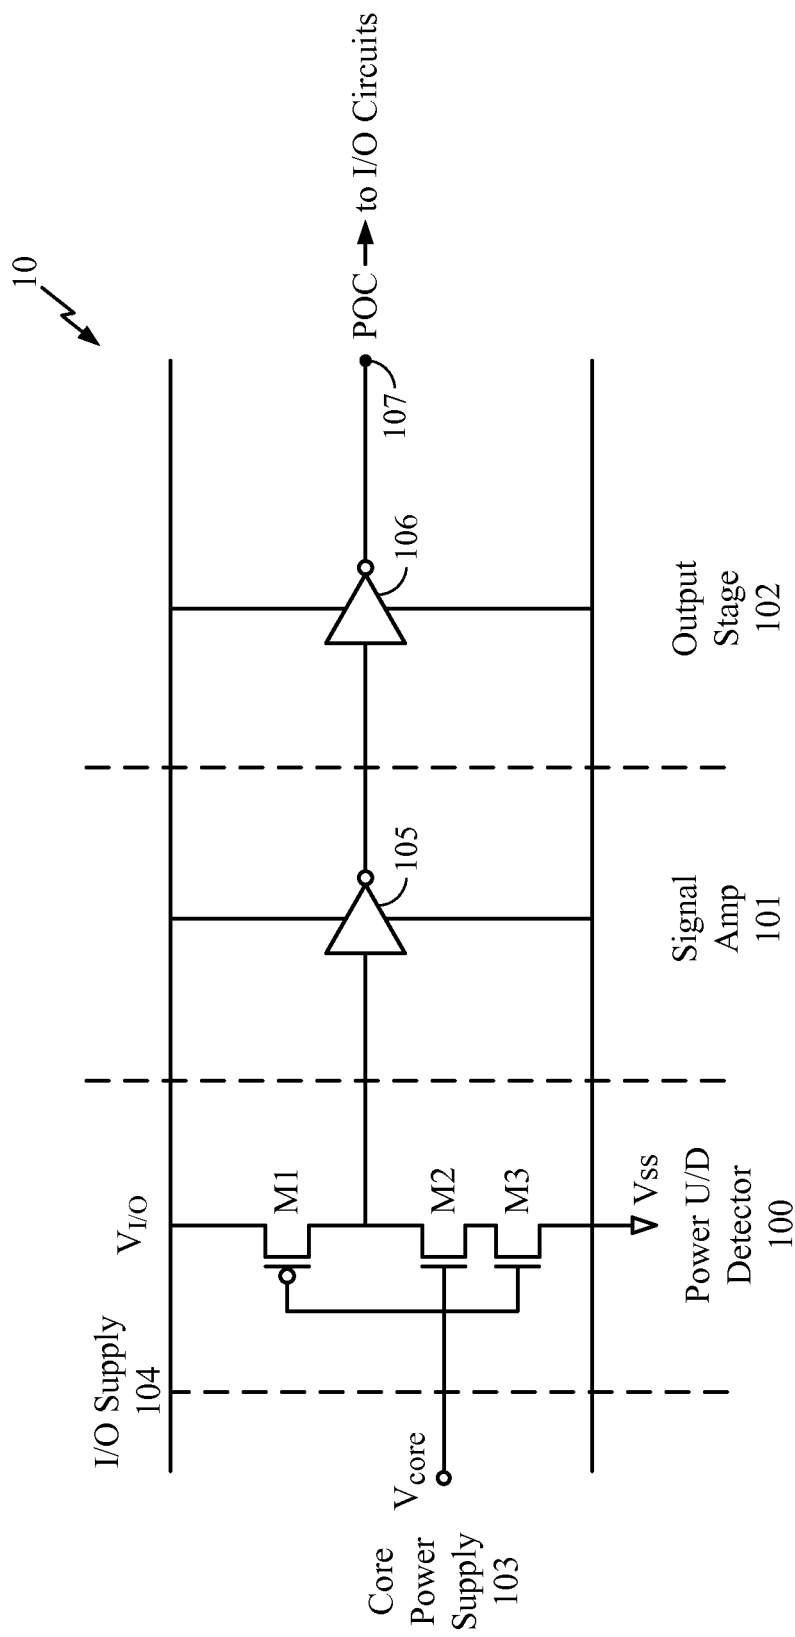 10
I/O Supply
104
V_I/O
M1
M2
M3
Vss
105
106
107
POC → to I/O Circuits
Core
Power
Supply
103
Vcore
Power U/D
Detector
100
Signal
Amp
101
Output
Stage
102